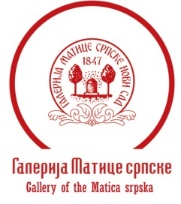 ГАЛЕРИЈА МАТИЦЕ СРПСКЕ НОВИ САД
1847
Галерија Матице српске
Gallery of the Matica srpska